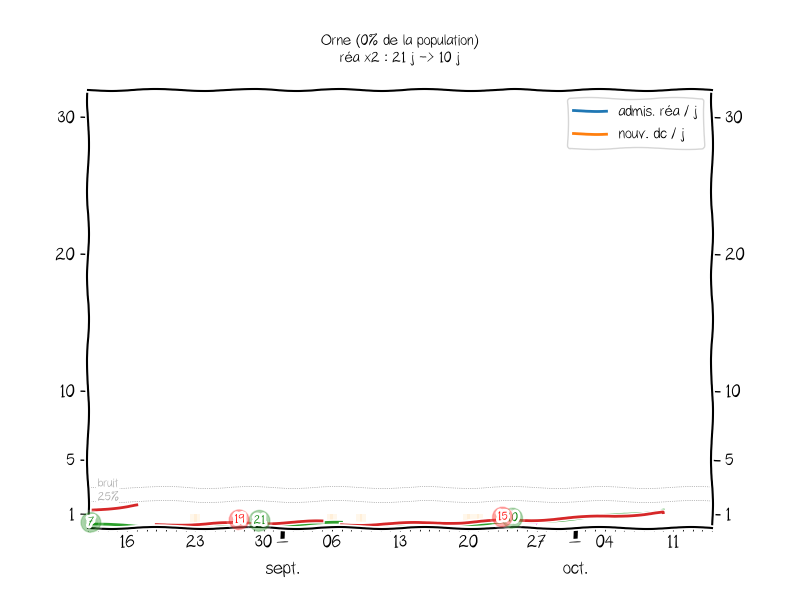 Orne (0% de la population)
réa x2 : 21 j -> 10 j
admis. réa / j
nouv. dc / j
30 30
20 20
10 10
5 5
bruit
25%
1 1
7 19 21 15
16 23 30 06 13 20 27 04 11
sept. oct.